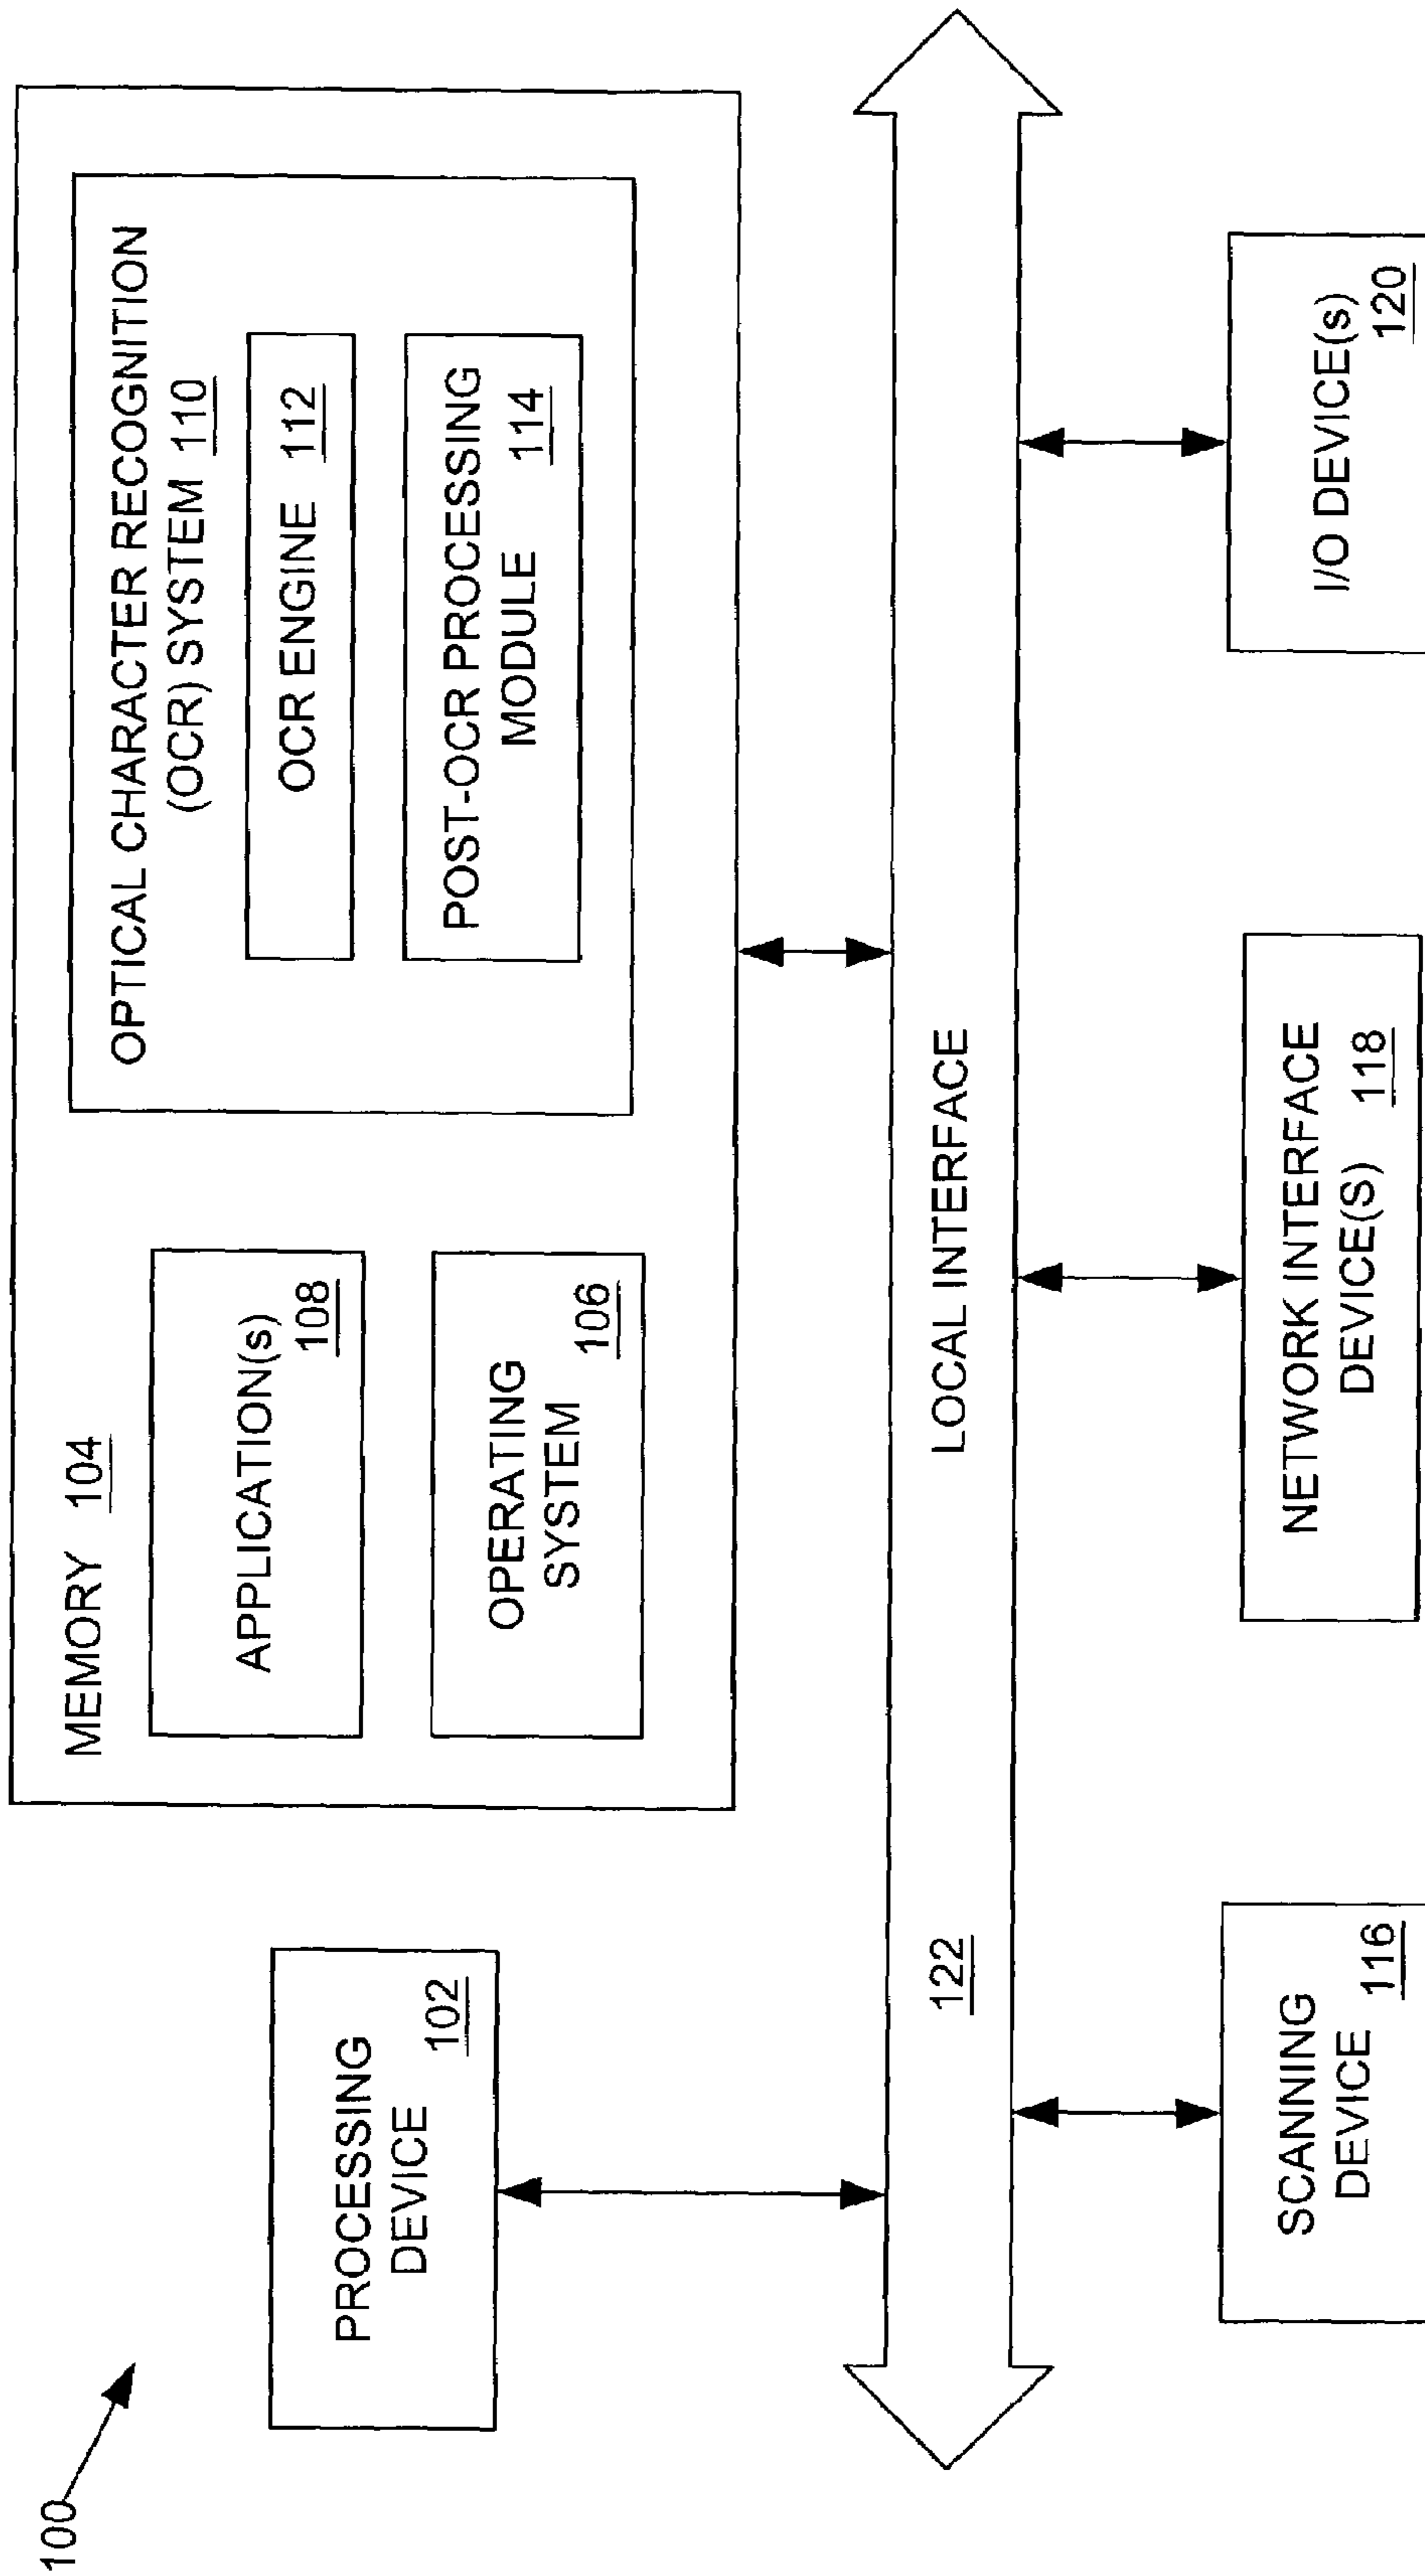 100
PROCESSING
DEVICE
102
MEMORY 104
APPLICATION(s)
108
OPERATING
SYSTEM
106
OPTICAL CHARACTER RECOGNITION
(OCR) SYSTEM 110
OCR ENGINE 112
POST-OCR PROCESSING
MODULE 114
122
LOCAL INTERFACE
SCANNING
DEVICE
116
NETWORK INTERFACE
DEVICE(S) 118
I/O DEVICE(s)
120